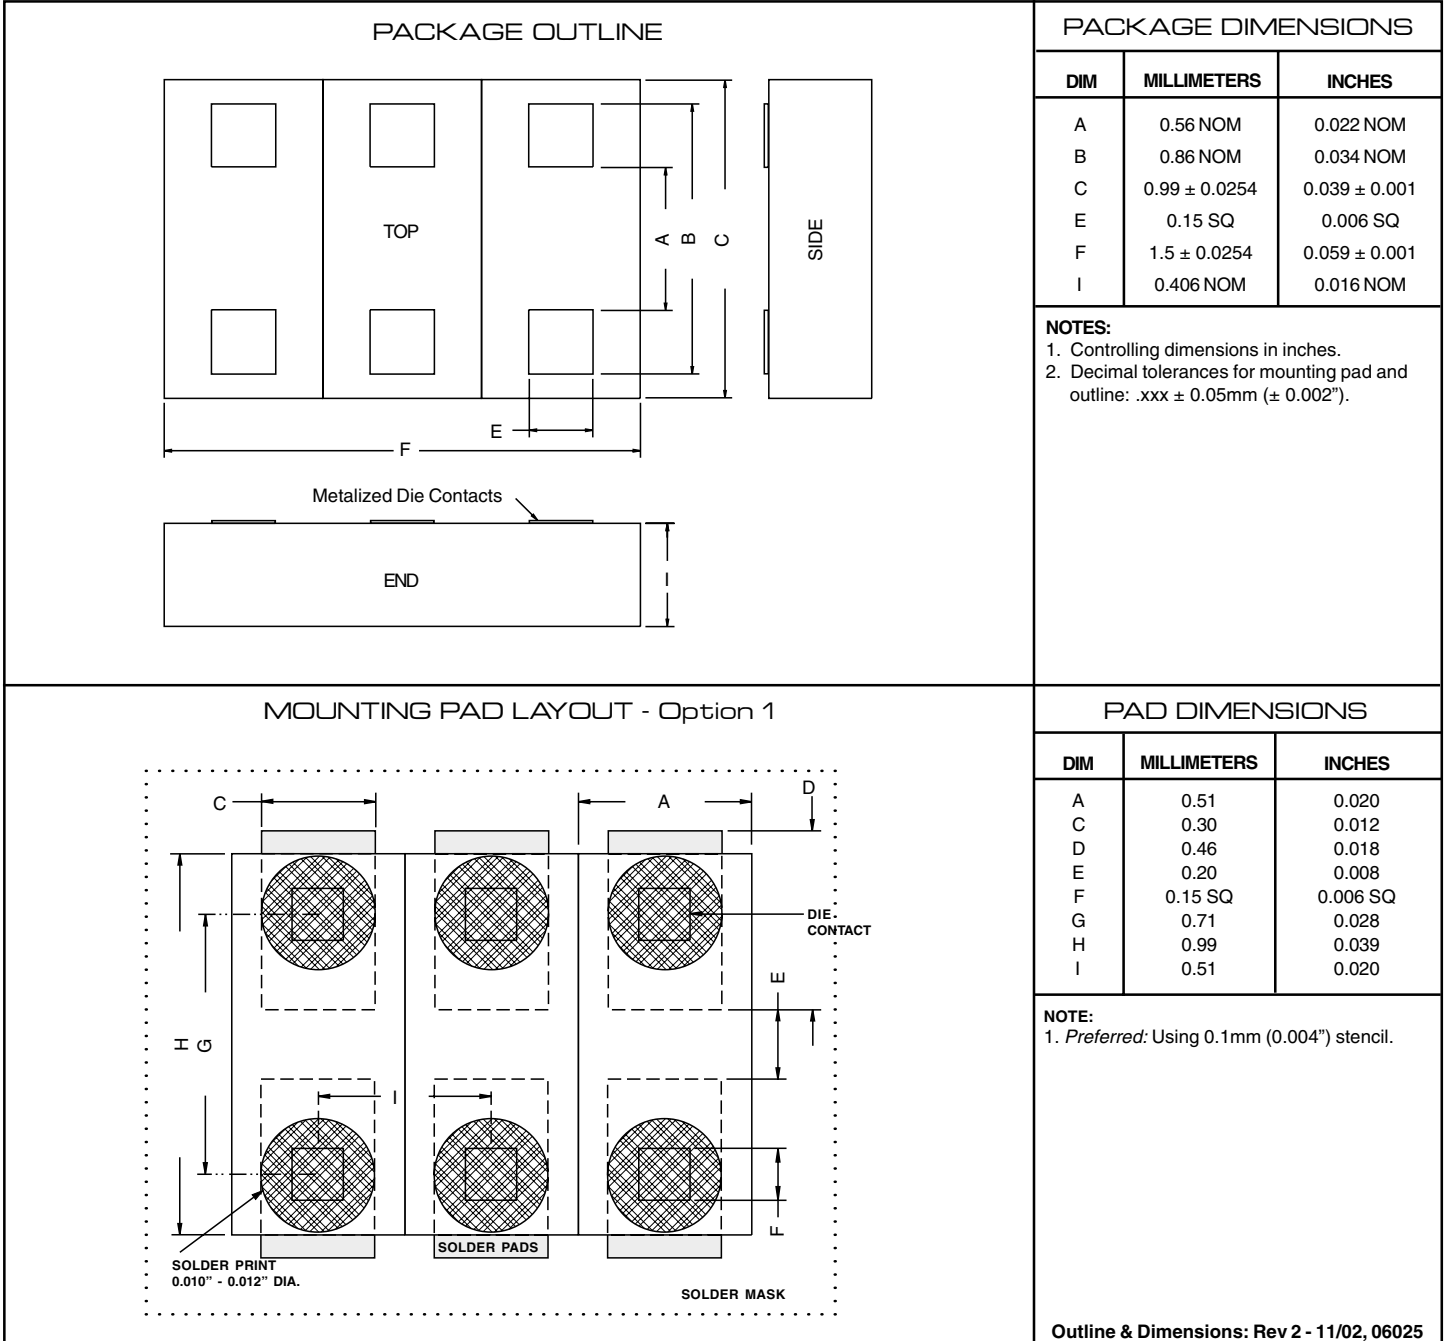 PACKAGE OUTLINE
TOP
A
B
C
SIDE
E
F
Metalized Die Contacts
END
I
PACKAGE DIMENSIONS
DIM MILLIMETERS INCHES
A 0.56 NOM 0.022 NOM
B 0.86 NOM 0.034 NOM
C 0.99 ± 0.0254 0.039 ± 0.001
E 0.15 SQ 0.006 SQ
F 1.5 ± 0.0254 0.059 ± 0.001
I 0.406 NOM 0.016 NOM
NOTES:
1. Controlling dimensions in inches.
2. Decimal tolerances for mounting pad and
outline: .xxx ± 0.05mm (± 0.002”).
MOUNTING PAD LAYOUT - Option 1
C
A
D
DIE
CONTACT
E
H
G
I
F
SOLDER PADS
SOLDER PRINT
0.010” - 0.012” DIA.
SOLDER MASK
PAD DIMENSIONS
DIM MILLIMETERS INCHES
A 0.51 0.020
C 0.30 0.012
D 0.46 0.018
E 0.20 0.008
F 0.15 SQ 0.006 SQ
G 0.71 0.028
H 0.99 0.039
I 0.51 0.020
NOTE:
1. Preferred: Using 0.1mm (0.004”) stencil.
Outline & Dimensions: Rev 2 - 11/02, 06025